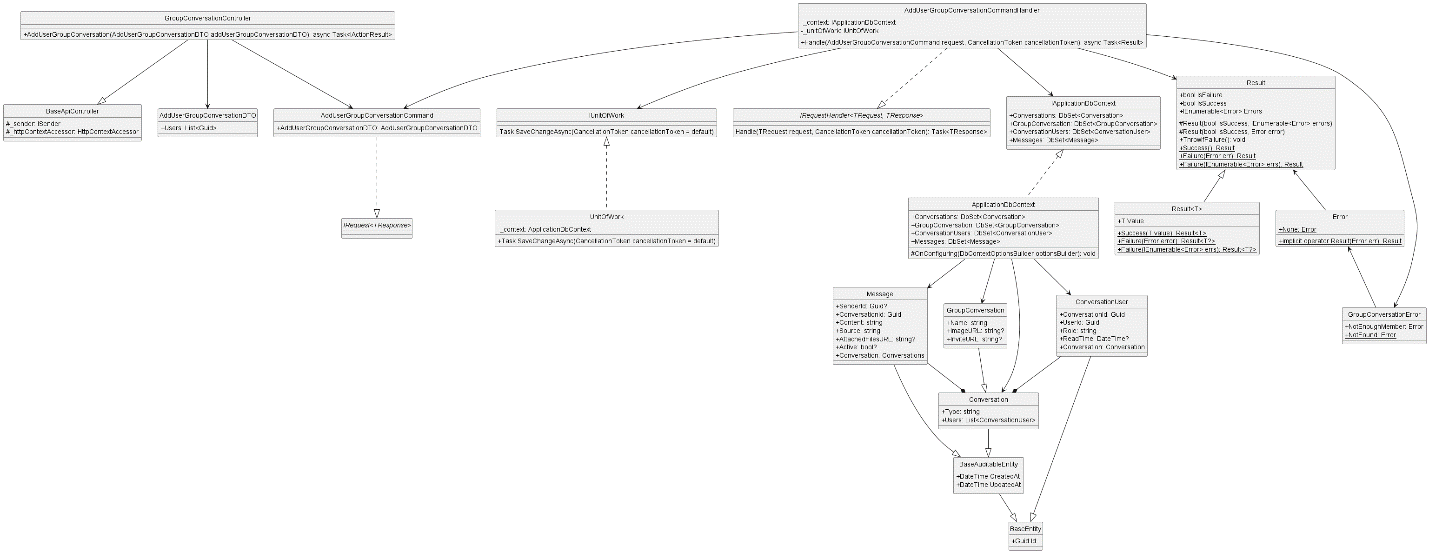 GroupConversationController
+AddUserGroupConversation(AddUserGroupConversationDTO addUserGroupConversationDTO): async Task<IActionResult>
AddUserGroupConversationCommandHandler
-_context: IApplicationDbContext
-_unitOfWork: IUnitOfWork
+Handle(AddUserGroupConversationCommand request, CancellationToken cancellationToken): async Task<Result>
BaseApiController
#_sender: ISender
#_httpContextAccessor: HttpContextAccessor
AddUserGroupConversationDTO
+Users: List<Guid>
AddUserGroupConversationCommand
+AddUserGroupConversationDTO: AddUserGroupConversationDTO
IUnitOfWork
Task SaveChangeAsync(CancellationToken cancellationToken = default)
IRequestHandler<TRequest, TResponse>
Handle(TRequest request, CancellationToken cancellationToken): Task<TResponse>
IApplicationDbContext
+Conversations: DbSet<Conversation>
+GroupConversation: DbSet<GroupConversation>
+ConversationUsers: DbSet<ConversationUser>
+Messages: DbSet<Message>
Result
+bool IsFailure
+bool IsSuccess
+IEnumerable<Error> Errors
#Result(bool isSuccess, IEnumerable<Error> errors)
#Result(bool isSuccess, Error error)
+ThrowIfFailure(): void
+Success(): Result
+Failure(Error err): Result
+Failure(IEnumerable<Error> errs): Result
IRequest<TResponse>
UnitOfWork
_context: ApplicationDbContext
+Task SaveChangeAsync(CancellationToken cancellationToken = default)
ApplicationDbContext
+Conversations: DbSet<Conversation>
+GroupConversation: DbSet<GroupConversation>
+ConversationUsers: DbSet<ConversationUser>
+Messages: DbSet<Message>
#OnConfiguring(DbContextOptionsBuilder optionsBuilder): void
Result<T>
+T Value
+Success(T value): Result<T>
+Failure(Error error): Result<T?>
+Failure(IEnumerable<Error> errs): Result<T?>
Error
+None: Error
+implicit operator Result(Error err): Result
Message
+SenderId: Guid?
+ConversationId: Guid
+Content: string
+Source: string
+AttachedFilesURL: string?
+Active: bool?
+Conversation: Conversations
GroupConversation
+Name: string
+ImageURL: string?
+InviteURL: string?
ConversationUser
+ConversationId: Guid
+UserId: Guid
+Role: string
+ReadTime: DateTime?
+Conversation: Conversation
GroupConversationError
+NotEnoughMember: Error
+NotFound: Error
Conversation
+Type: string
+Users: List<ConversationUser>
BaseAuditableEntity
+DateTime CreatedAt
+DateTime UpdatedAt
BaseEntity
+Guid Id